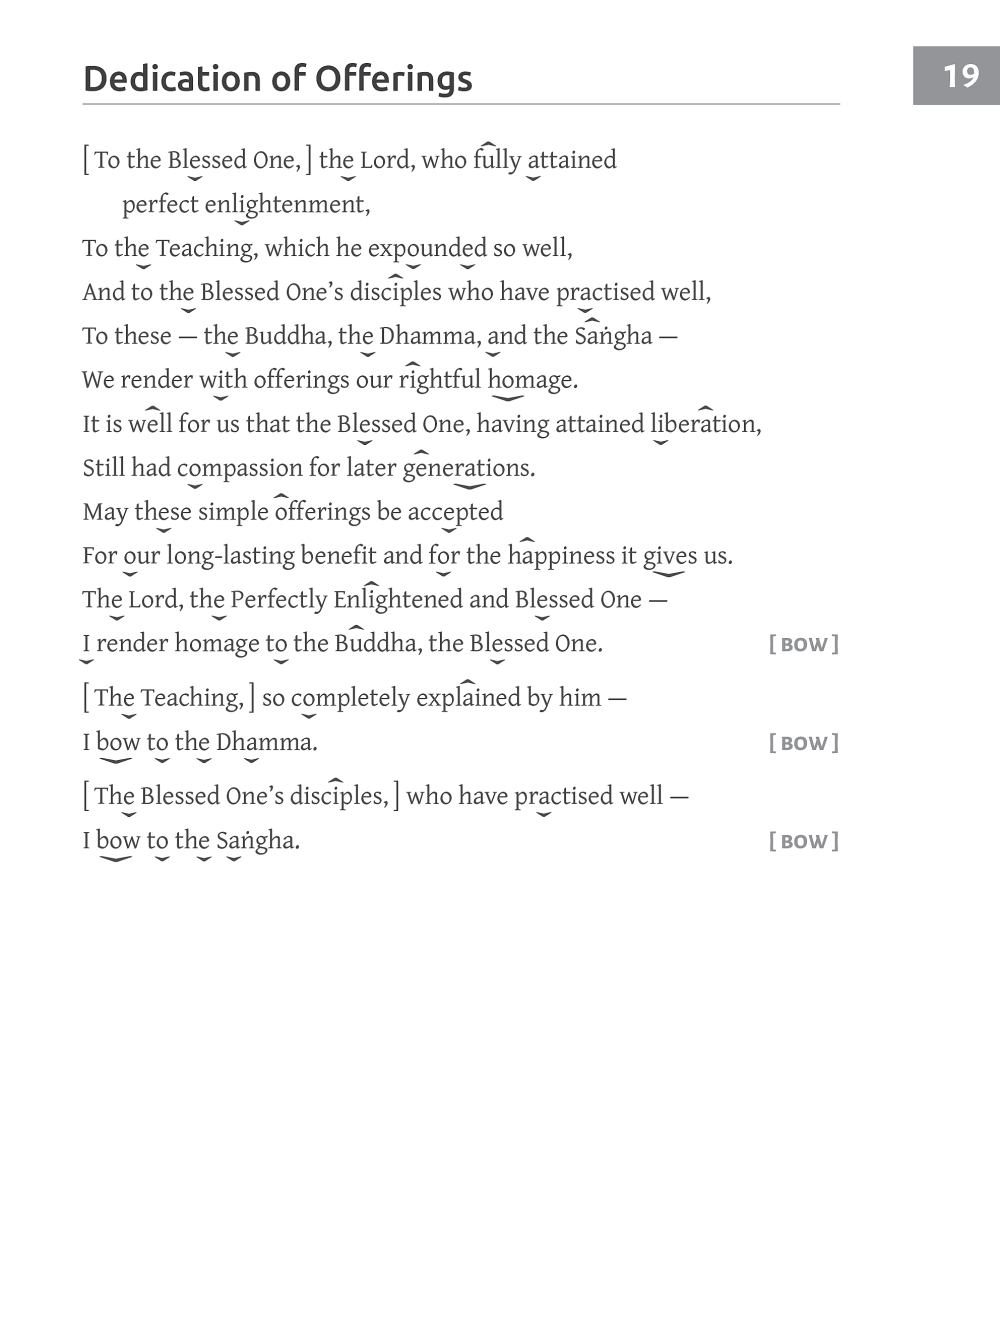 Dedication of Offerings
19
[ To the Blessed One, ] the Lord, who fully attained
perfect enlightenment,
To the Teaching, which he expounded so well,
And to the Blessed One’s disciples who have practised well,
To these — the Buddha, the Dhamma, and the Saṅgha —
We render with offerings our rightful homage.
It is well for us that the Blessed One, having attained liberation,
Still had compassion for later generations.
May these simple offerings be accepted
For our long-lasting benefit and for the happiness it gives us.
The Lord, the Perfectly Enlightened and Blessed One —
I render homage to the Buddha, the Blessed One. [ BOW ]
[ The Teaching, ] so completely explained by him —
I bow to the Dhamma. [ BOW ]
[ The Blessed One’s disciples, ] who have practised well —
I bow to the Saṅgha. [ BOW ]